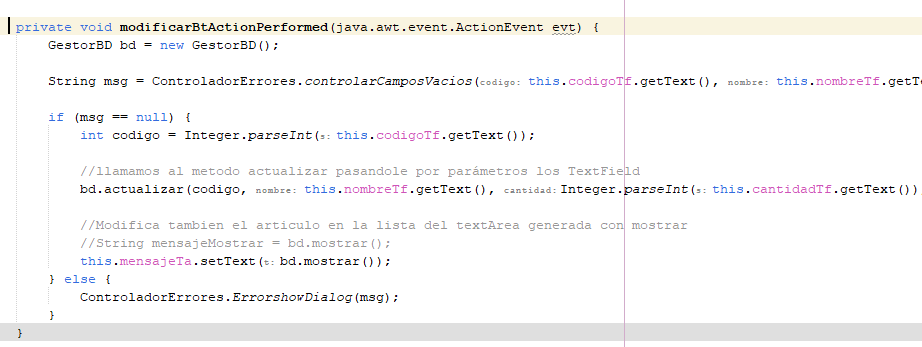 private void modificarBtActionPerformed(java.awt.event.ActionEvent evt) {
GestorBD bd = new GestorBD();
String msg = ControladorErrores.controlarCamposVacios(codigo: this.codigoTf.getText(), nombre: this.nombreTf.getT
if (msg == null) {
int codigo = Integer.parseInt(s: this.codigoTf.getText());
//llamamos al metodo actualizar pasandole por parámetros los TextField
bd.actualizar(codigo, nombre: this.nombreTf.getText(), cantidad: Integer.parseInt(s: this.cantidadTf.getText())
//Modifica tambien el articulo en la lista del textArea generada con mostrar
//String mensajeMostrar = bd.mostrar();
this.mensajeTa.setText(t: bd.mostrar());
} else {
ControladorErrores.ErrorshowDialog(msg);
}
}